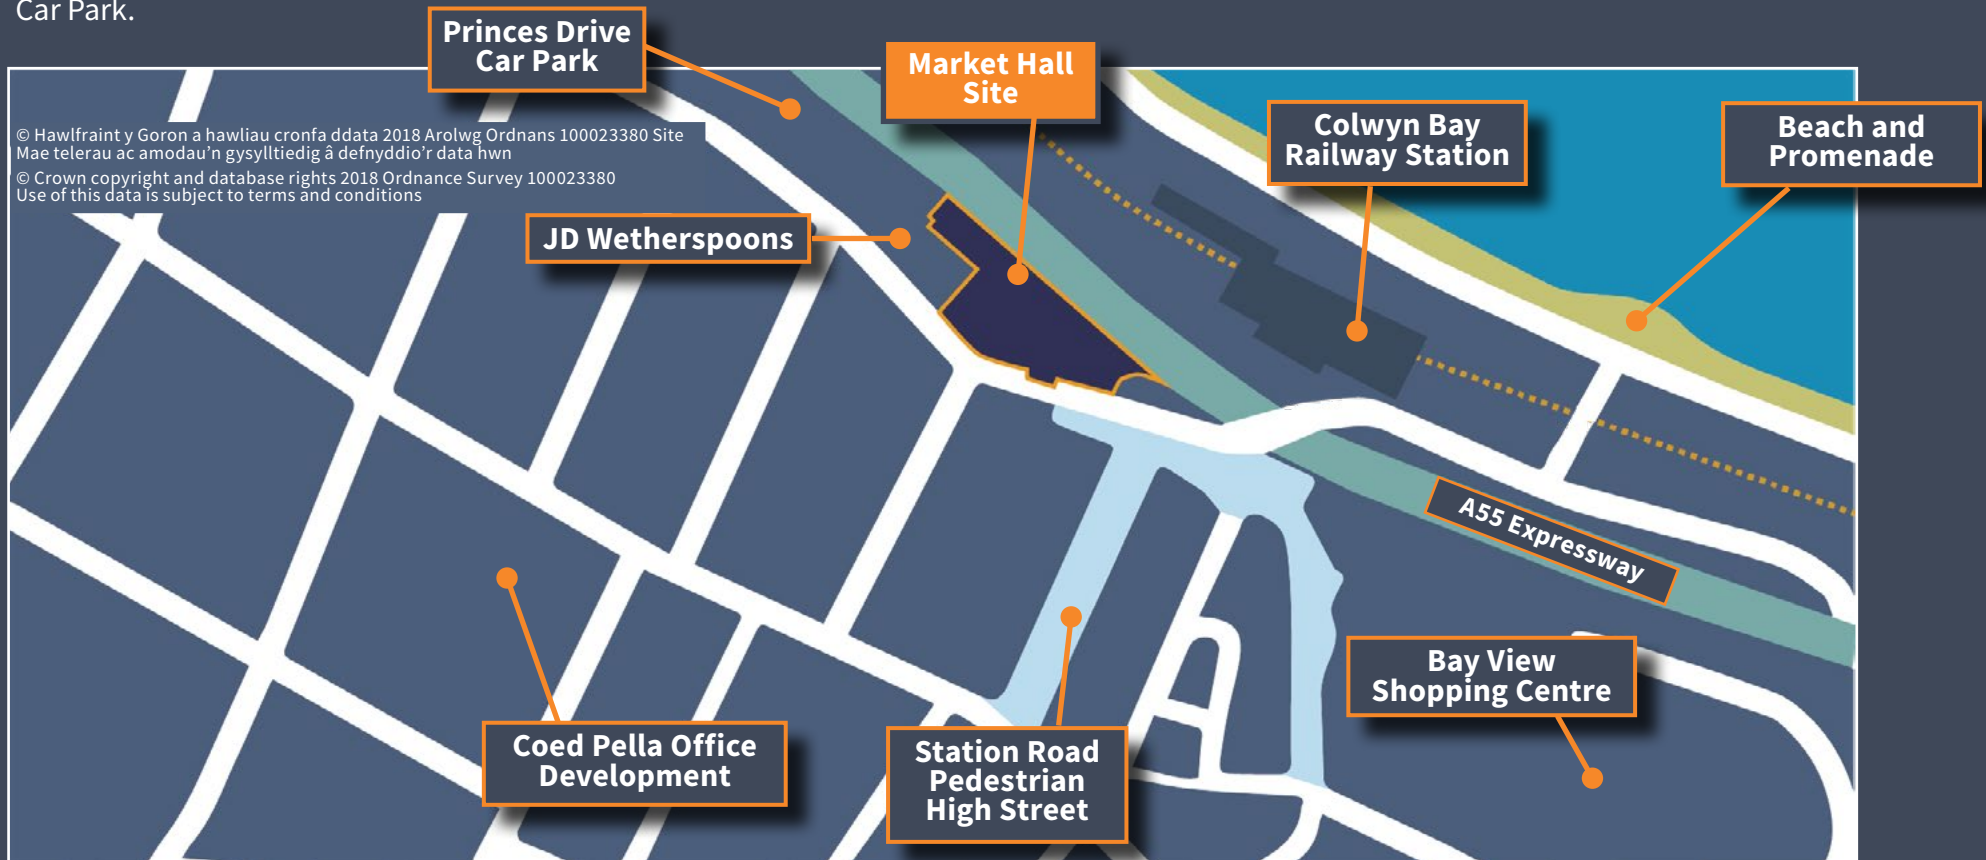 Car Park.
Princes Drive
Car Park
Market Hall
Site
Colwyn Bay
Railway Station
Beach and
Promenade
© Hawlfraint y Goron a hawliau cronfa ddata 2018 Arolwg Ordnans 100023380 Site
Mae telerau ac amodau’n gysylltiedig â defnyddio’r data hwn
© Crown copyright and database rights 2018 Ordnance Survey 100023380
Use of this data is subject to terms and conditions
JD Wetherspoons
A55 Expressway
Bay View
Shopping Centre
Coed Pella Office
Development
Station Road
Pedestrian
High Street